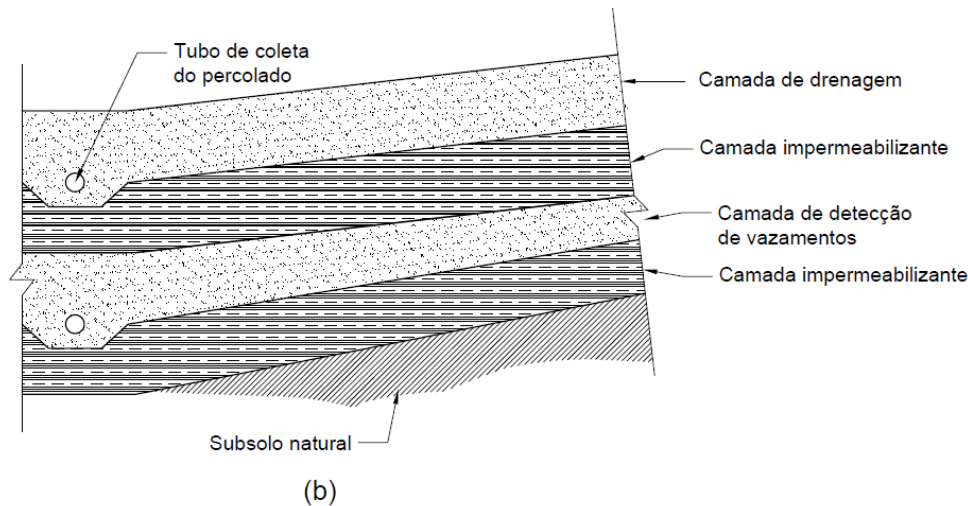 Tubo de coleta
do percolado
Camada de drenagem
Camada impermeabilizante
Camada de detecção
de vazamentos
Camada impermeabilizante
Subsolo natural
(b)